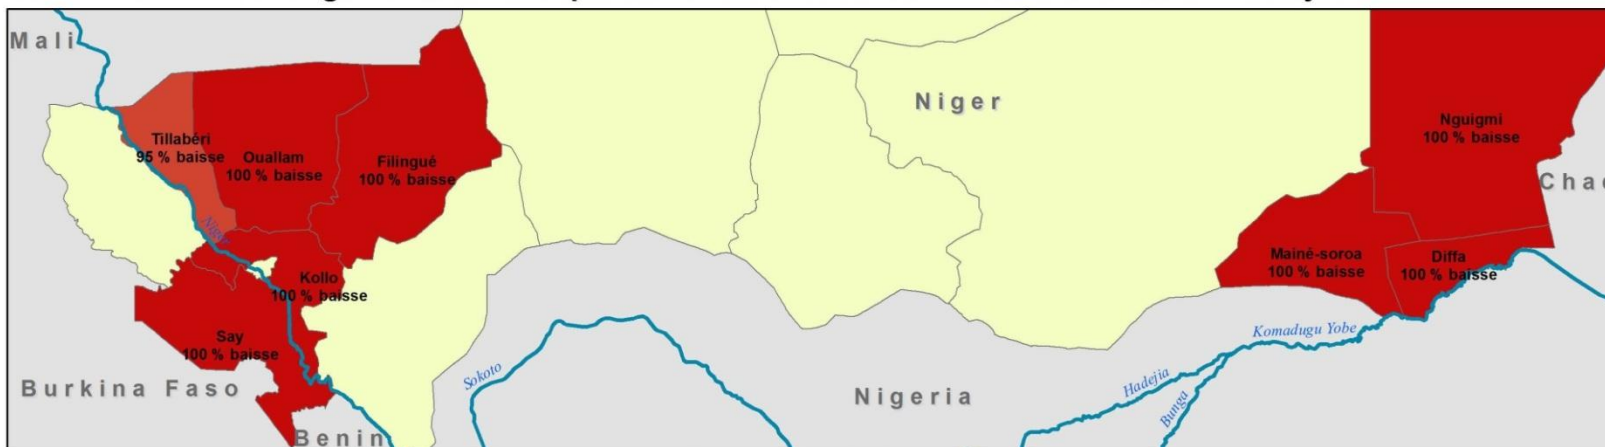 Mali
Niger
Tillabéri
95 % baisse
Ouallam
100 % baisse
Filingué
100 % baisse
Nguigmi
100 % baisse
Chad
Niger
Kollo
100 % baisse
Mainé-soroa
100 % baisse
Diffa
100 % baisse
Say
100 % baisse
Komadugu Yobe
Sokoto
Hadejia
Bunga
Burkina Faso
Nigeria
Benin